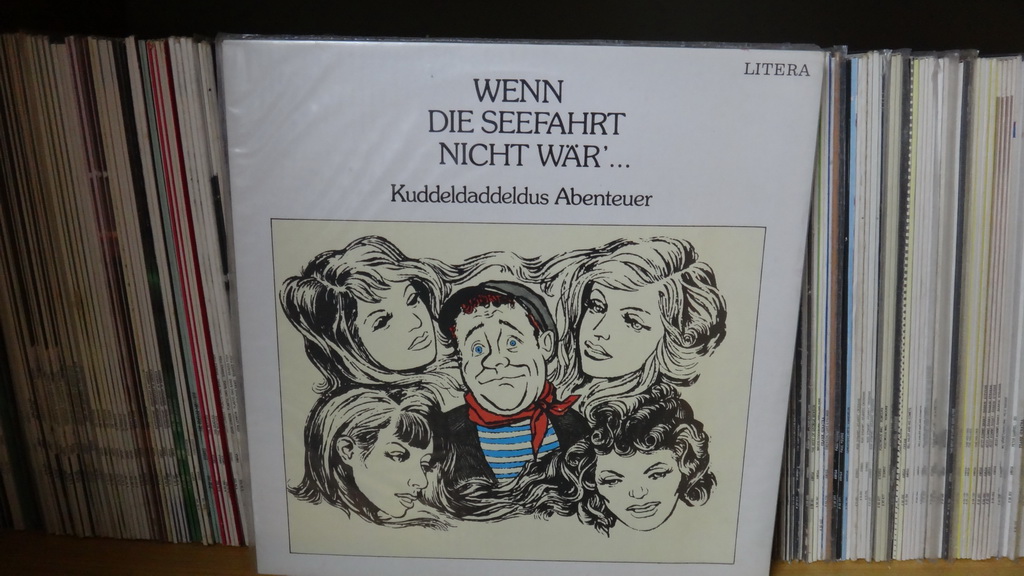 LITERA
WENN
DIE SEEFAHRT
NICHT WÄR'...
Kuddeldaddeldus Abenteuer